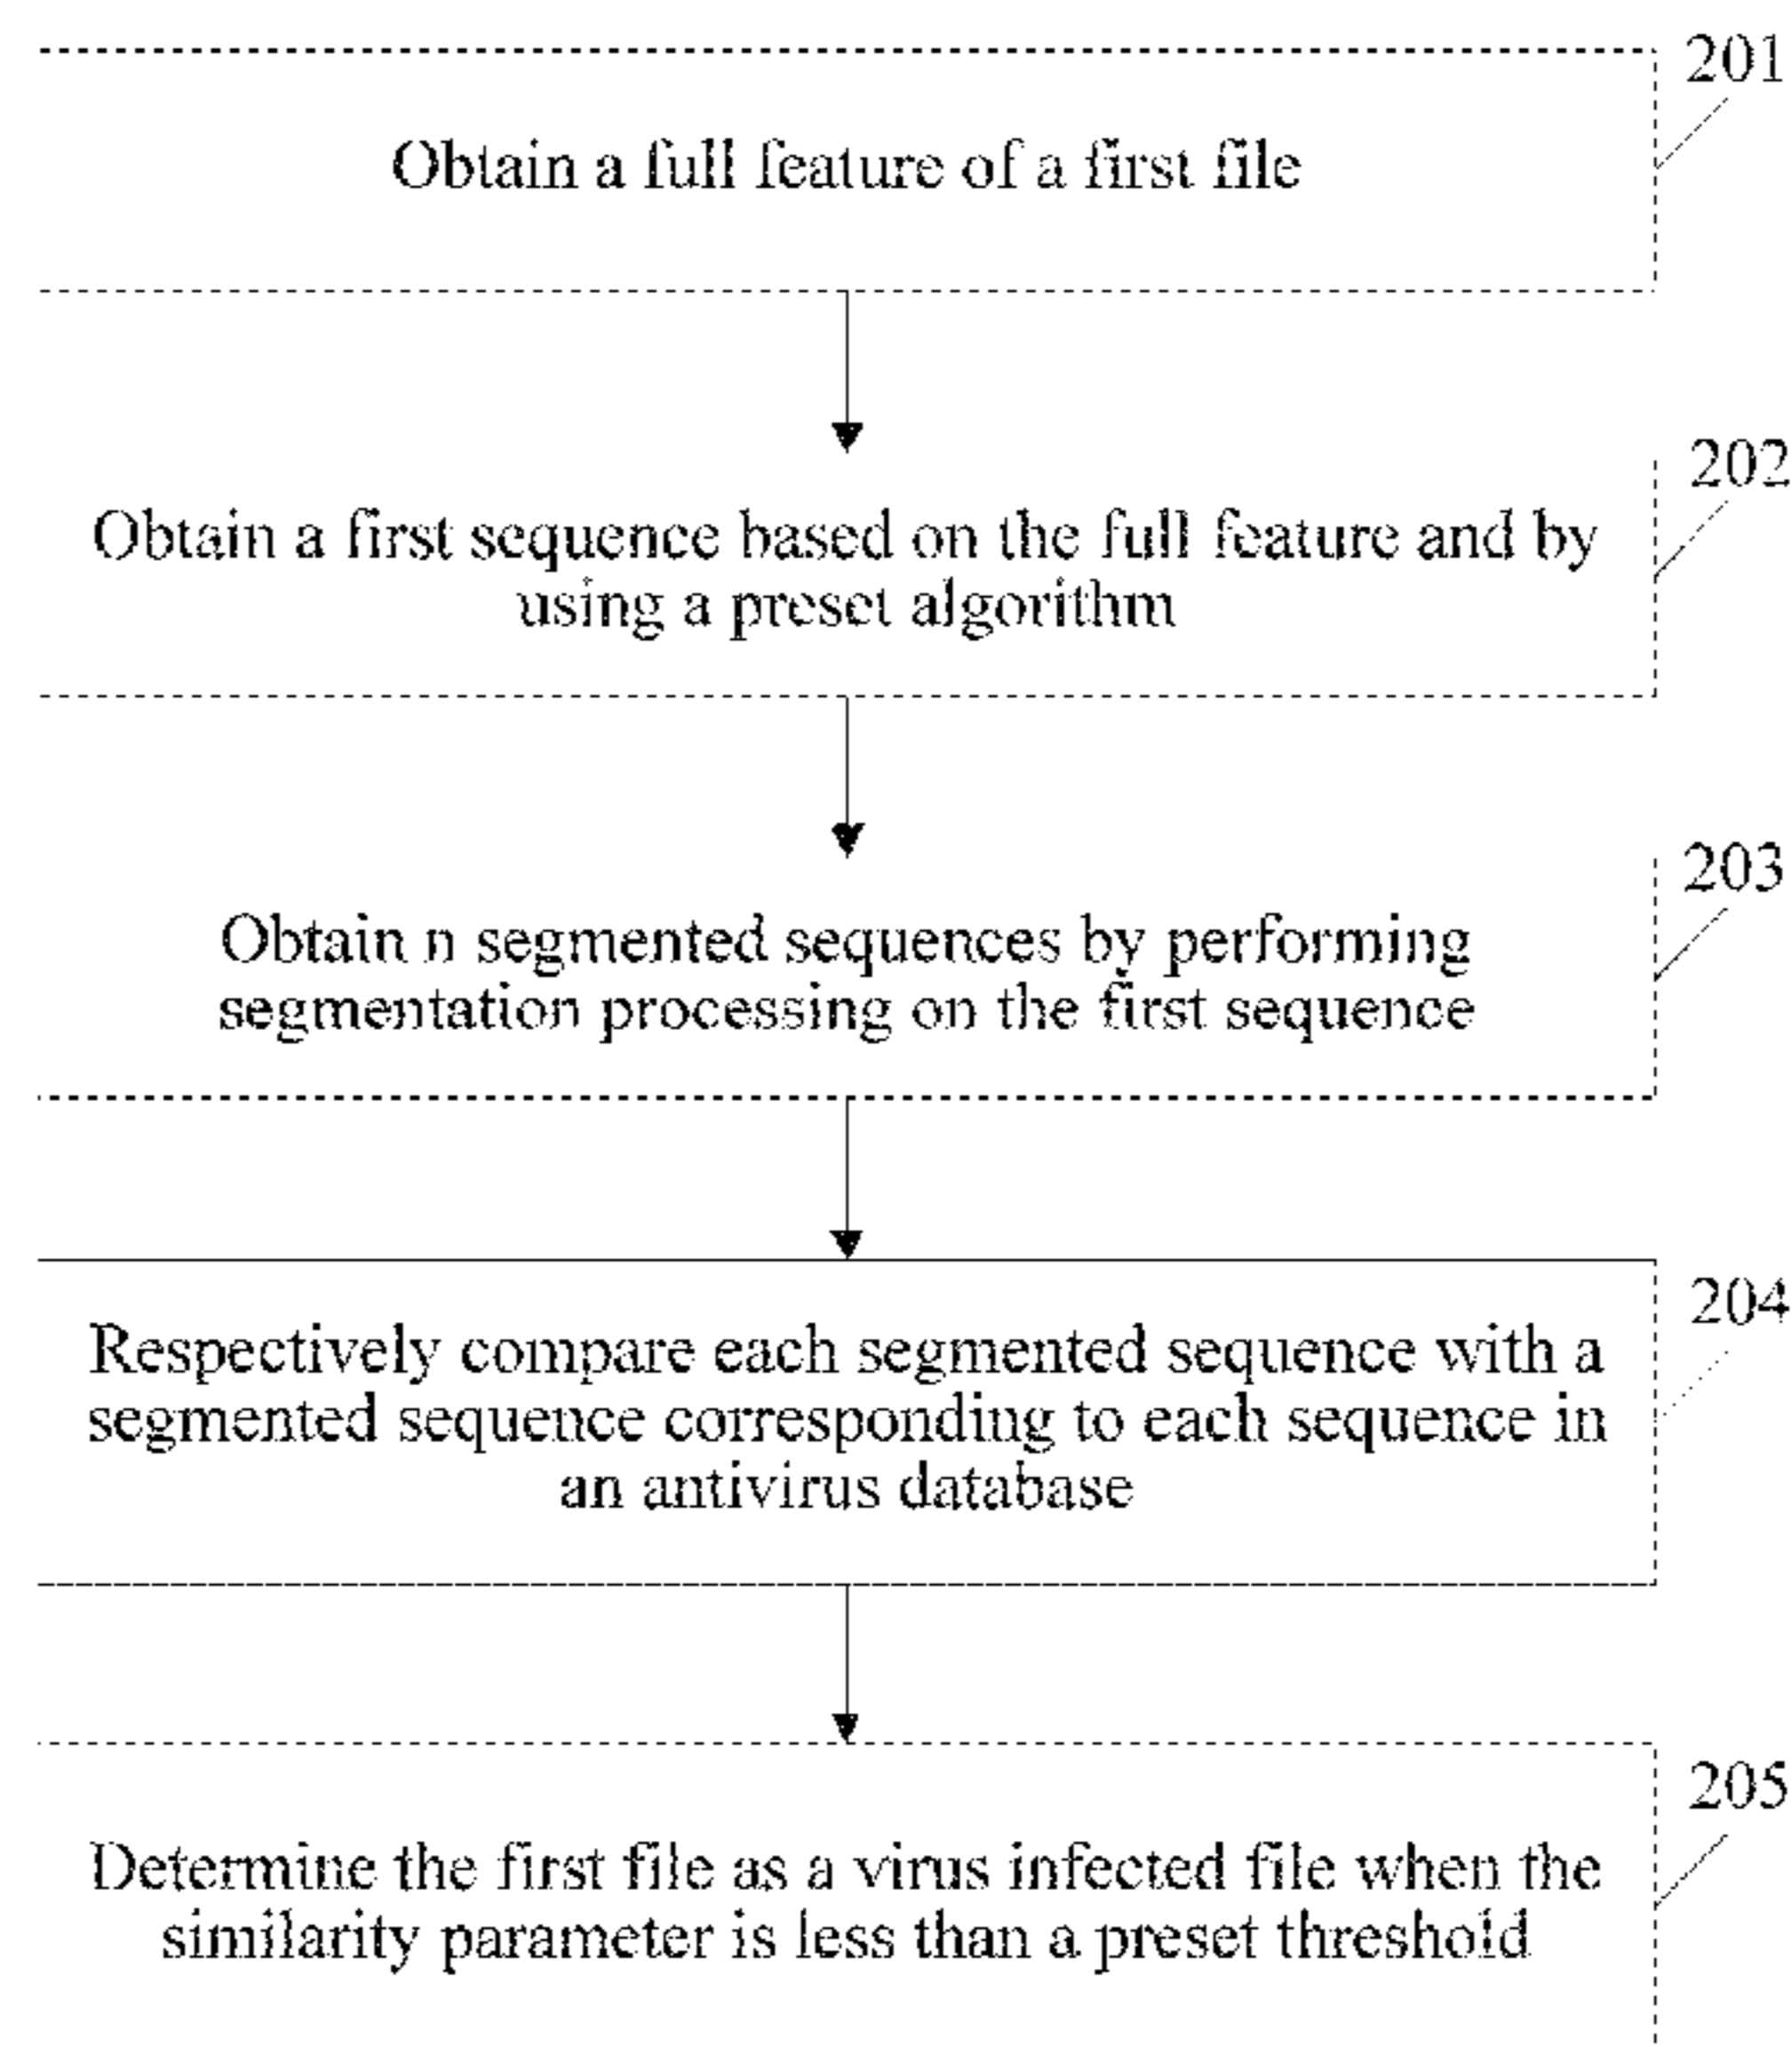 201
Obtain a full feature of a first file
202
Obtain a first sequence based on the full feature and by
using a preset algorithm
203
Obtain n segmented sequences by performing
segmentation processing on the first sequence
204
Respectively compare each segmented sequence with a
segmented sequence corresponding to each sequence in
an antivirus database
205
Determine the first file as a virus infected file when the
similarity parameter is less than a preset threshold